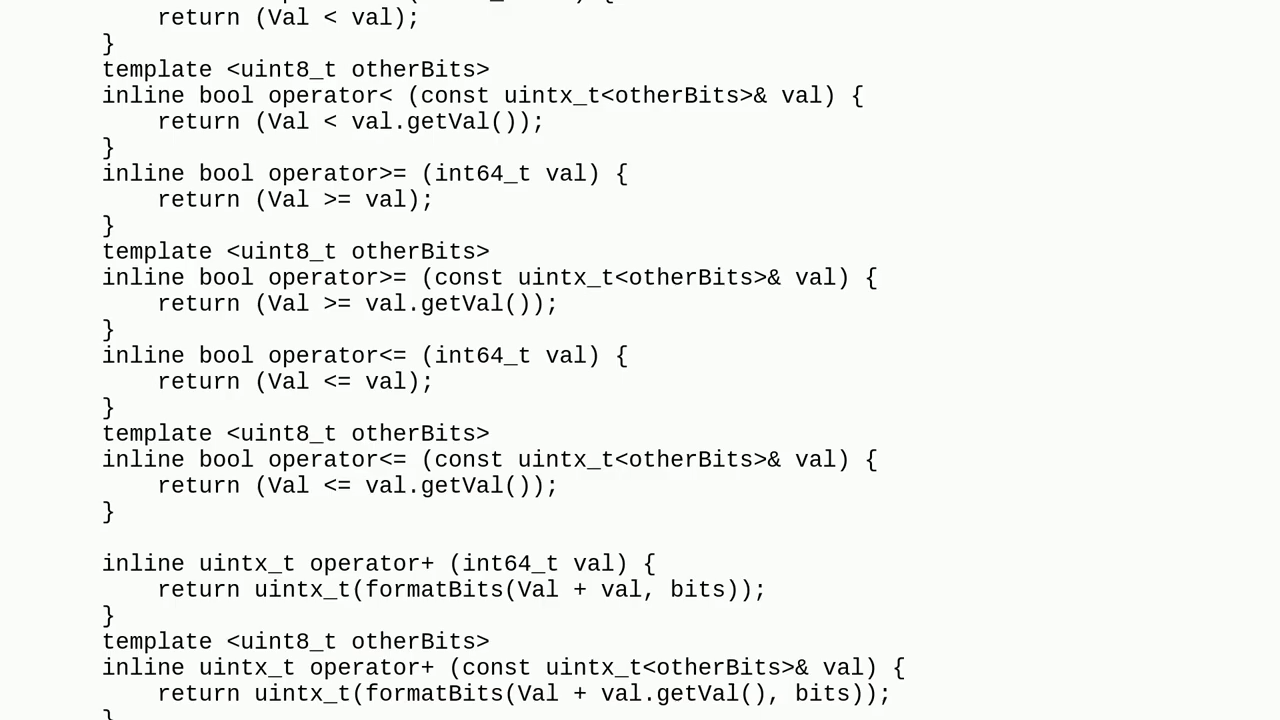 return (Val < val);
}
template <uint8_t otherBits>
inline bool operator< (const uintx_t<otherBits>& val) {
return (Val < val.getVal());
}
inline bool operator>= (int64_t val) {
return (Val >= val);
}
template <uint8_t otherBits>
inline bool operator>= (const uintx_t<otherBits>& val) {
return (Val >= val.getVal());
}
inline bool operator<= (int64_t val) {
return (Val <= val);
}
template <uint8_t otherBits>
inline bool operator<= (const uintx_t<otherBits>& val) {
return (Val <= val.getVal());
}
inline uintx_t operator+ (int64_t val) {
return uintx_t(formatBits(Val + val, bits));
}
template <uint8_t otherBits>
inline uintx_t operator+ (const uintx_t<otherBits>& val) {
return uintx_t(formatBits(Val + val.getVal(), bits));
}